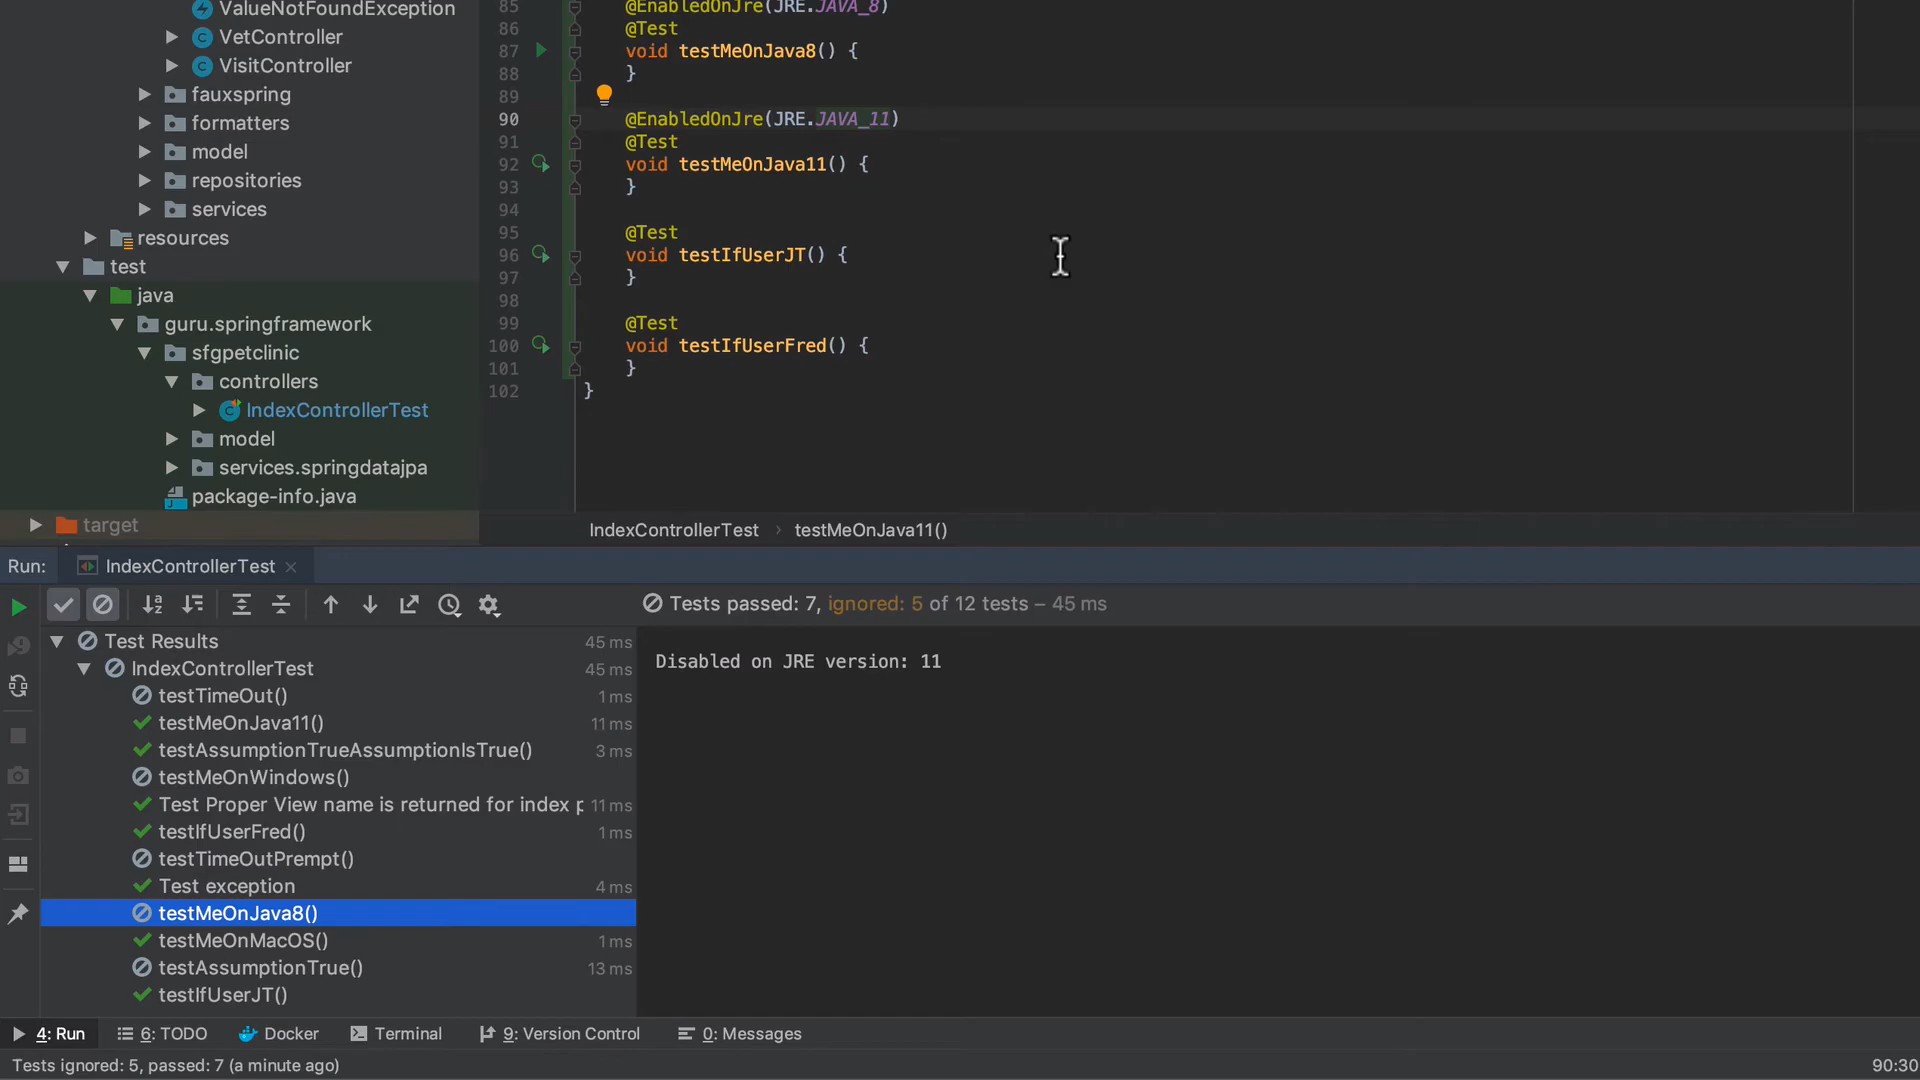 ValueNotFoundException
VetController
VisitController
fauxspring
formatters
model
repositories
services
resources
test
java
guru.springframework
sfgpetclinic
controllers
IndexControllerTest
model
services.springdatajpa
package-info.java
target
85 @EnabledOnJre(JRE.JAVA_8)
86 @Test
87 void testMeOnJava8() {
88 }
89
90 @EnabledOnJre(JRE.JAVA_11)
91 @Test
92 void testMeOnJava11() {
93 }
94
95 @Test
96 void testIfUserJT() {
97 }
98
99 @Test
100 void testIfUserFred() {
101 }
102 }
IndexControllerTest › testMeOnJava11()
Run: IndexControllerTest
Tests passed: 7, ignored: 5 of 12 tests – 45 ms
Test Results 45 ms
IndexControllerTest 45 ms
testTimeOut() 1 ms
testMeOnJava11() 11 ms
testAssumptionTrueAssumptionIsTrue() 3 ms
testMeOnWindows()
Test Proper View name is returned for index p 11 ms
testIfUserFred() 1 ms
testTimeOutPrempt()
Test exception 4 ms
testMeOnJava8()
testMeOnMacOS() 1 ms
testAssumptionTrue() 13 ms
testIfUserJT()
Disabled on JRE version: 11
4: Run 6: TODO Docker Terminal 9: Version Control 0: Messages
Tests ignored: 5, passed: 7 (a minute ago) 90:30